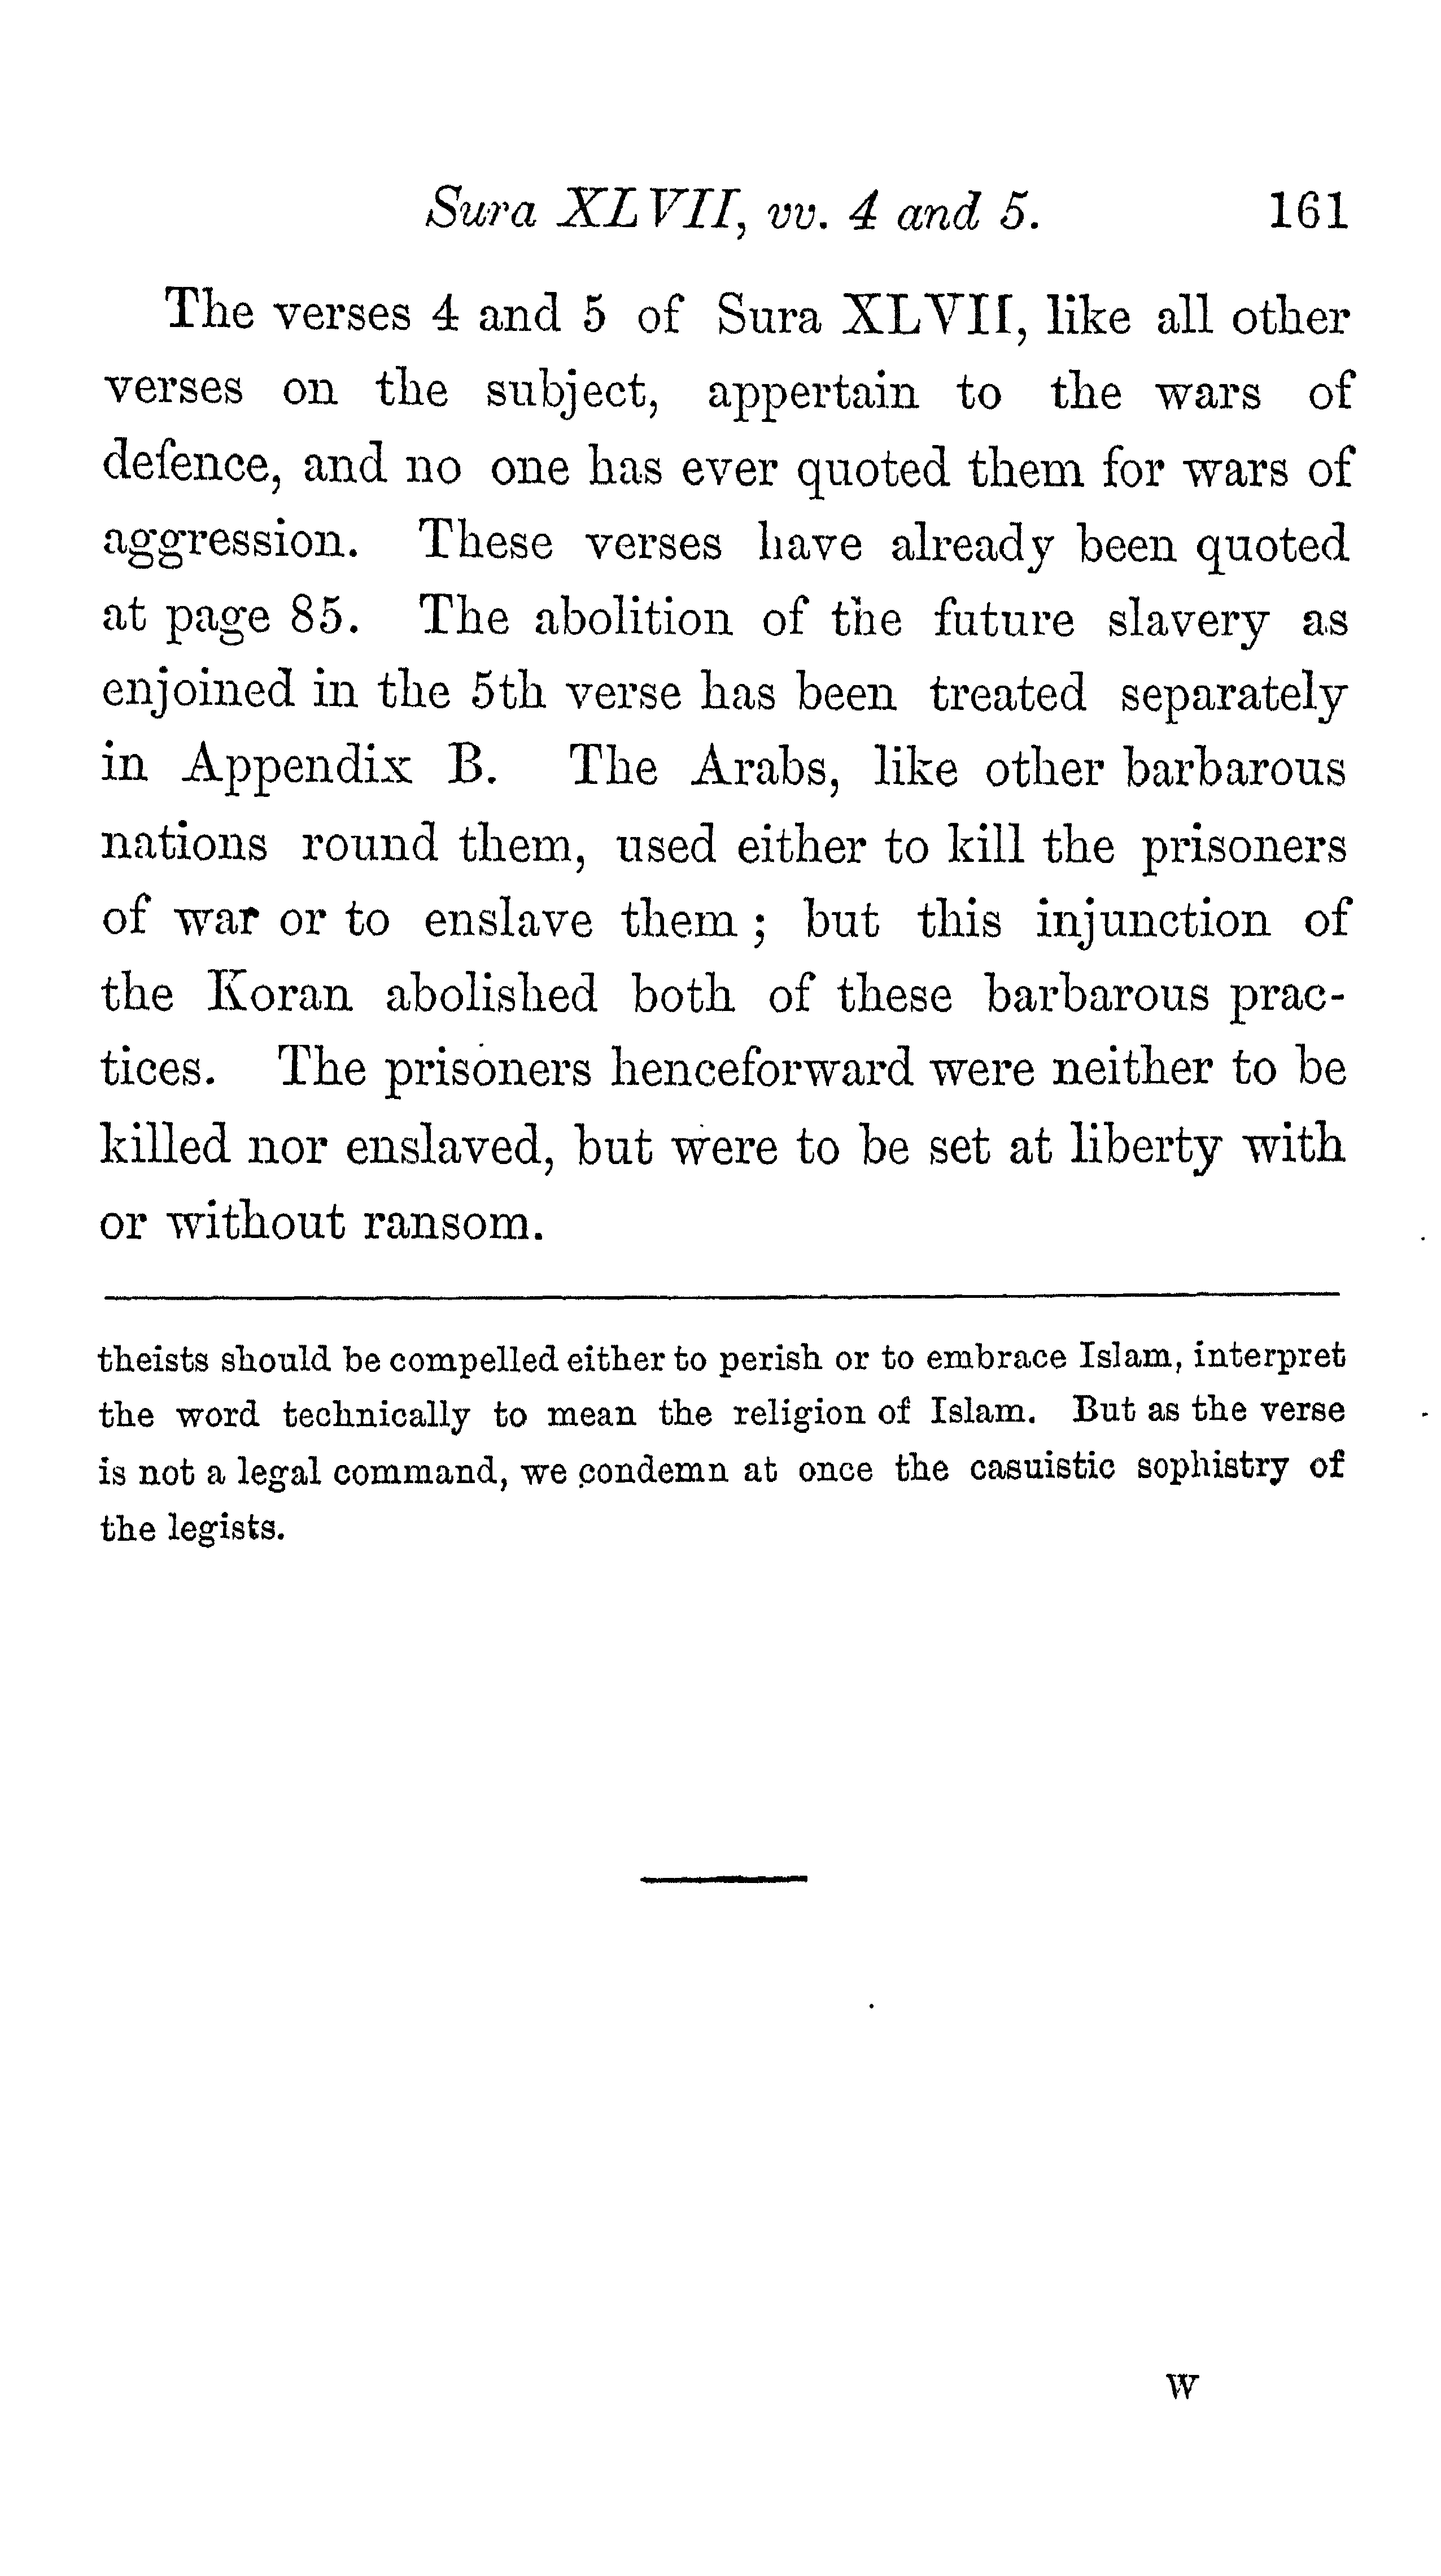 Sura XLVII, vv. 4 and 5. 161
The verses 4 and 5 of Sura XLVII, like all other
verses on the subject, appertain to the wars of
defence, and no one has ever quoted them for wars of
aggression. These verses have already been quoted
at page 85. The abolition of the future slavery as
enjoined in the 5th verse has been treated separately
in Appendix B. The Arabs, like other barbarous
nations round them, used either to kill the prisoners
of war or to enslave them ; but this injunction of
the Koran abolished both of these barbarous prac-
tices. The prisoners henceforward were neither to be
killed nor enslaved, but were to be set at liberty with
or without ransom.
theists should be compelled either to perish or to embrace Islam, interpret
the word technically to mean the religion of Islam. But as the verse
is not a legal command, we condemn at once the casuistic sophistry of
the legists.
W